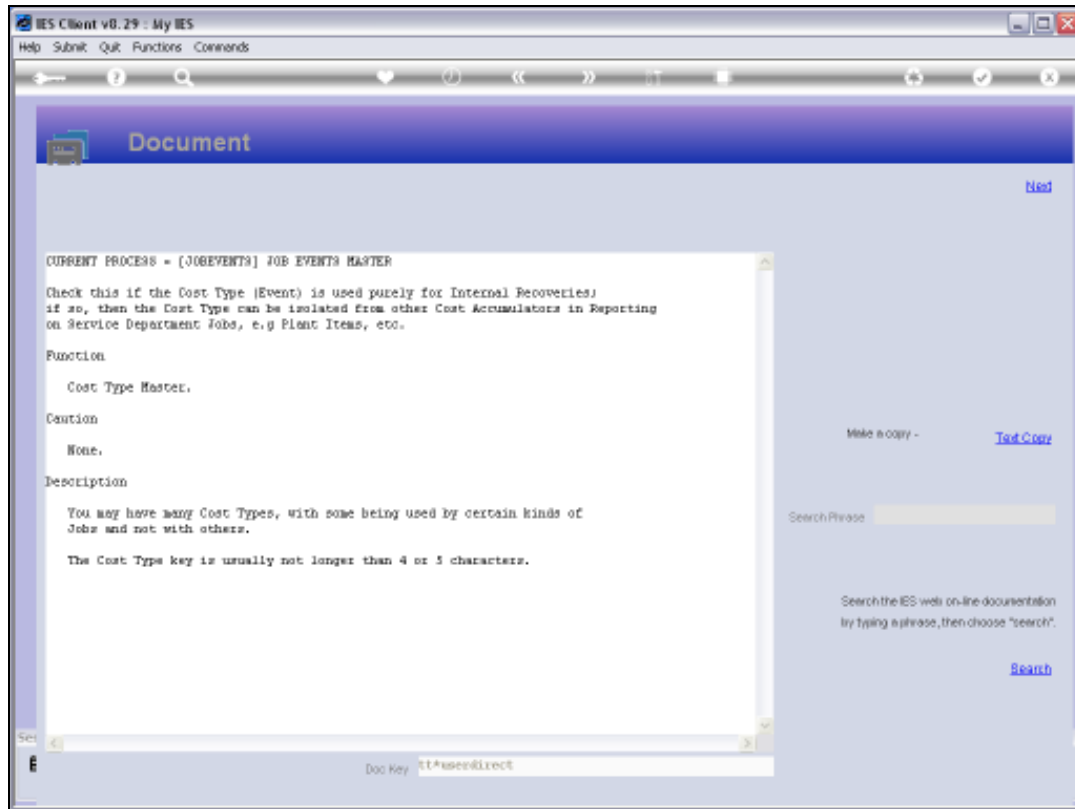 IES Client v8.29 : My IES
Help Submit Quit Functions Commands
Document
Next
CURRENT PROCESS = [JOBEVENTS] JOB EVENTS MASTER
Check this if the Cost Type (Event) is used purely for Internal Recoveries;
if so, then the Cost Type can be isolated from other Cost Accumulators in Reporting
on Service Department Jobs, e.g Plant Items, etc.
Function
Cost Type Master.
Caution
None.
Description
You may have many Cost Types, with some being used by certain kinds of
Jobs and not with others.
The Cost Type key is usually not longer than 4 or 5 characters.
Make a copy -
Text Copy
Search Phrase
Search the IES web on-line documentation
by typing a phrase, then choose "search".
Search
Doc Key
tt*userdirect